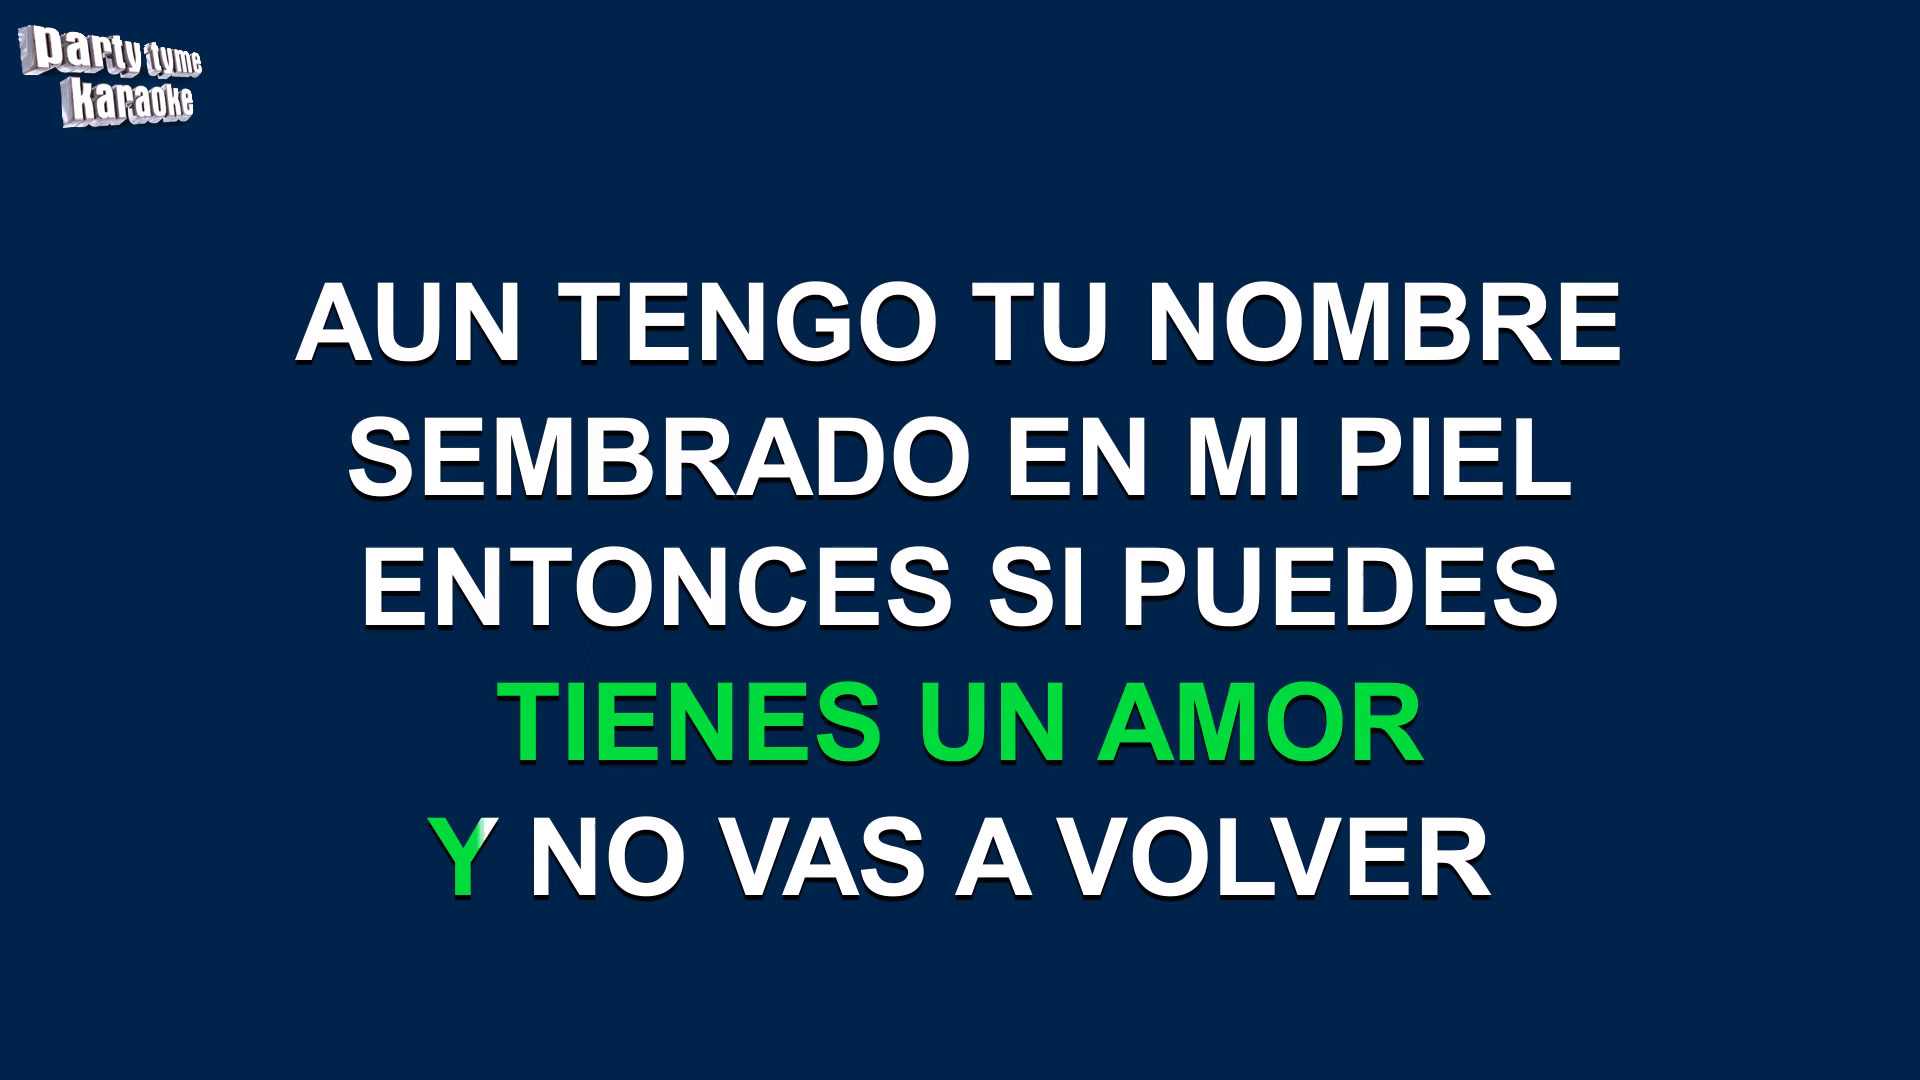 party tyme
karaoke
AUN TENGO TU NOMBRE
SEMBRADO EN MI PIEL
ENTONCES SI PUEDES
TIENES UN AMOR
Y NO VAS A VOLVER